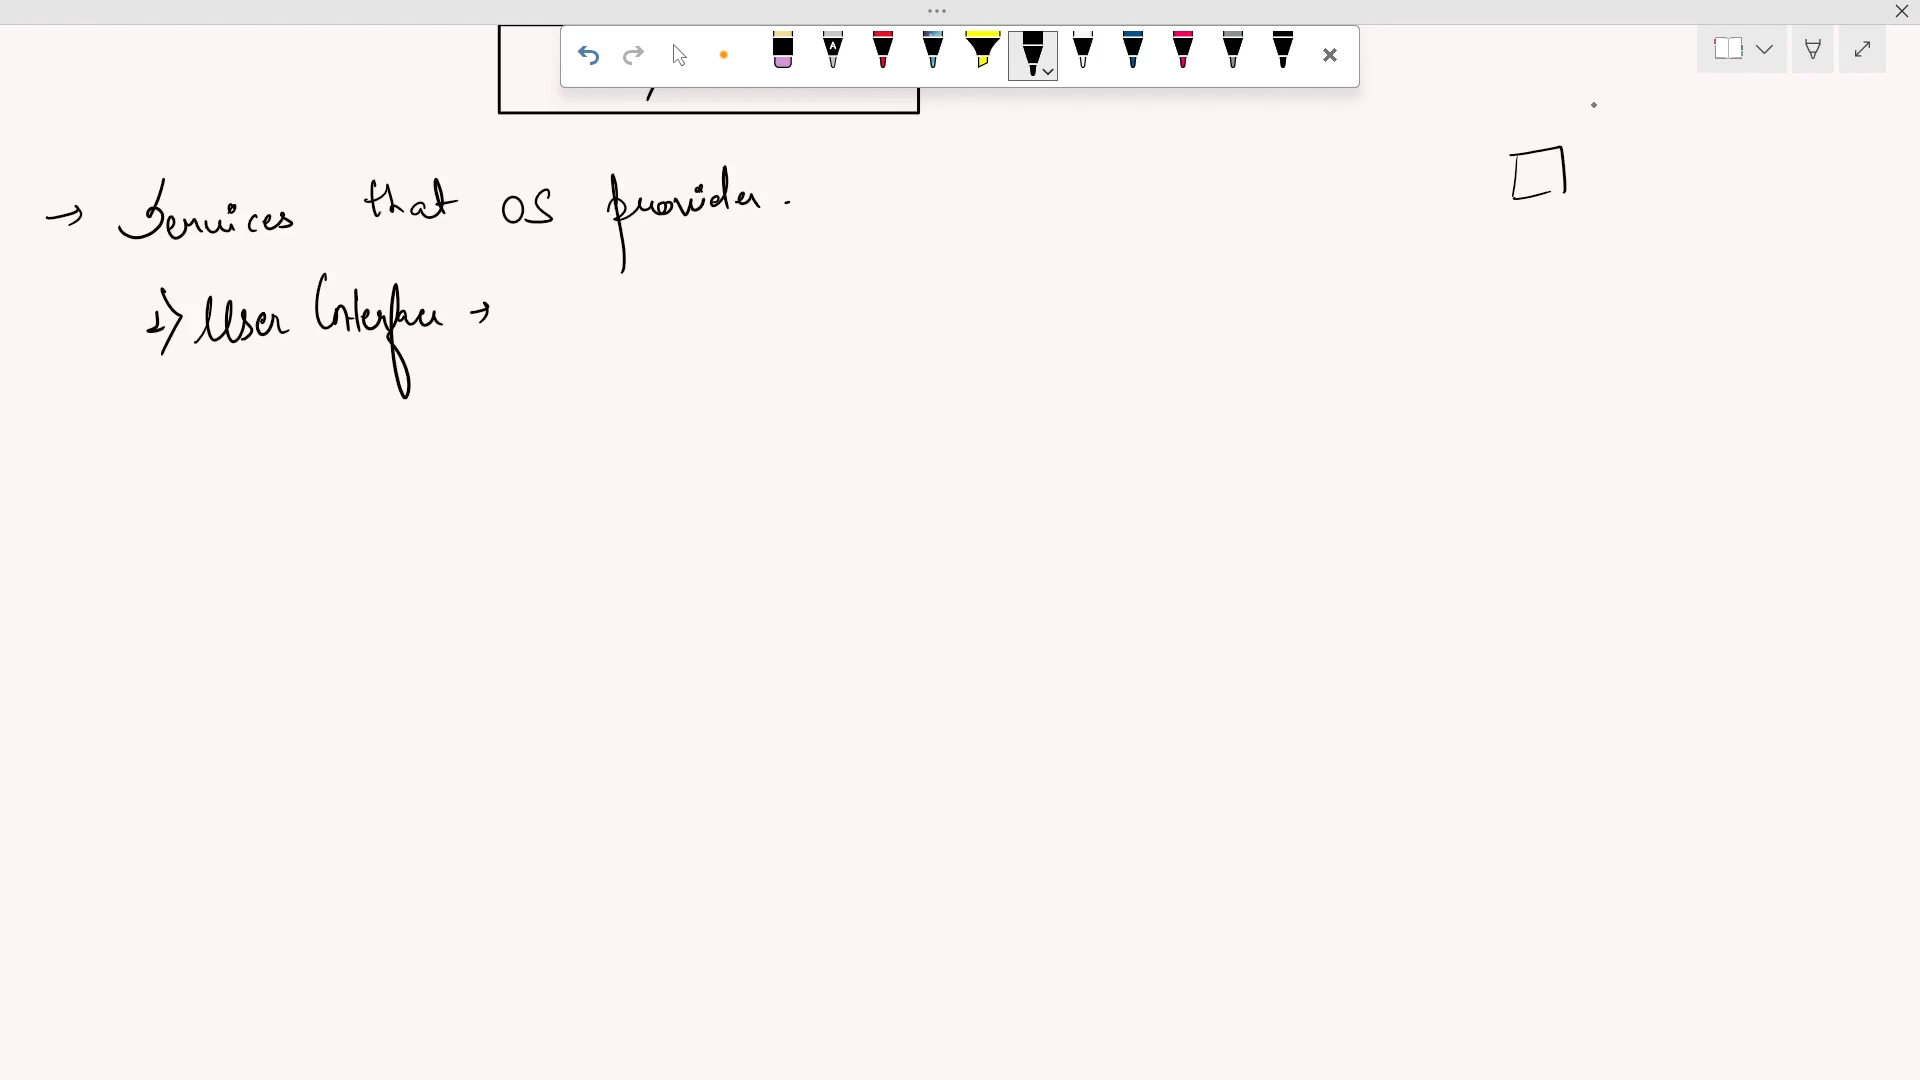 → Services that OS provides.
1) User Interface →